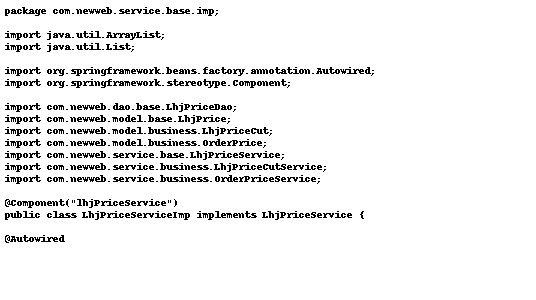 package com.newweb.service.base.imp;
import java.util.ArrayList;
import java.util.List;
import org.springframework.beans.factory.annotation.Autowired;
import org.springframework.stereotype.Component;
import com.newweb.dao.base.LhjPriceDao;
import com.newweb.model.base.LhjPrice;
import com.newweb.model.business.LhjPriceCut;
import com.newweb.model.business.OrderPrice;
import com.newweb.service.base.LhjPriceService;
import com.newweb.service.business.LhjPriceCutService;
import com.newweb.service.business.OrderPriceService;
@Component("lhjPriceService")
public class LhjPriceServiceImp implements LhjPriceService {
@Autowired